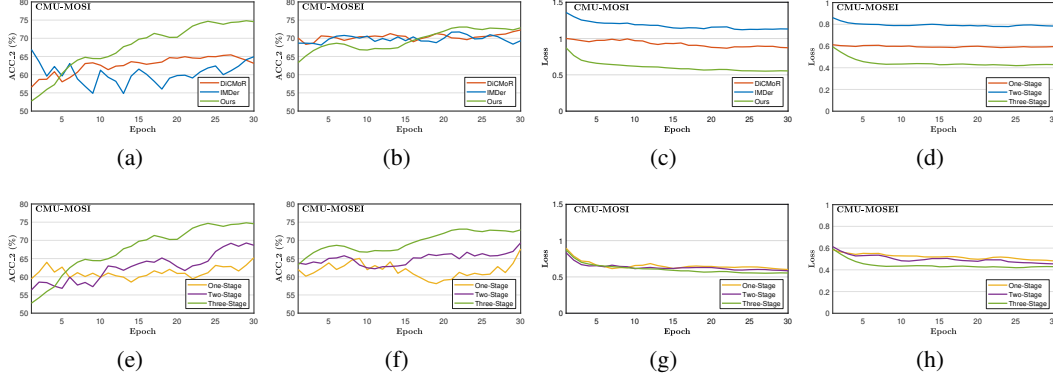 CMU-MOSI
ACC_2 (%)
80
75
70
65
60
55
50
5 10 15 20 25 30
Epoch
DiCMoR
IMDer
Ours
(a)
CMU-MOSEI
ACC_2 (%)
80
75
70
65
60
55
50
5 10 15 20 25 30
Epoch
DiCMoR
IMDer
Ours
(b)
CMU-MOSI
Loss
1.5
1
0.5
0
5 10 15 20 25 30
Epoch
DiCMoR
IMDer
Ours
(c)
CMU-MOSEI
Loss
1
0.8
0.6
0.4
0.2
0
5 10 15 20 25 30
Epoch
One-Stage
Two-Stage
Three-Stage
(d)
CMU-MOSI
ACC_2 (%)
80
75
70
65
60
55
50
5 10 15 20 25 30
Epoch
One-Stage
Two-Stage
Three-Stage
(e)
CMU-MOSEI
ACC_2 (%)
80
75
70
65
60
55
50
5 10 15 20 25 30
Epoch
One-Stage
Two-Stage
Three-Stage
(f)
CMU-MOSI
Loss
1.5
1
0.5
0
5 10 15 20 25 30
Epoch
One-Stage
Two-Stage
Three-Stage
(g)
CMU-MOSEI
Loss
1
0.8
0.6
0.4
0.2
0
5 10 15 20 25 30
Epoch
One-Stage
Two-Stage
Three-Stage
(h)